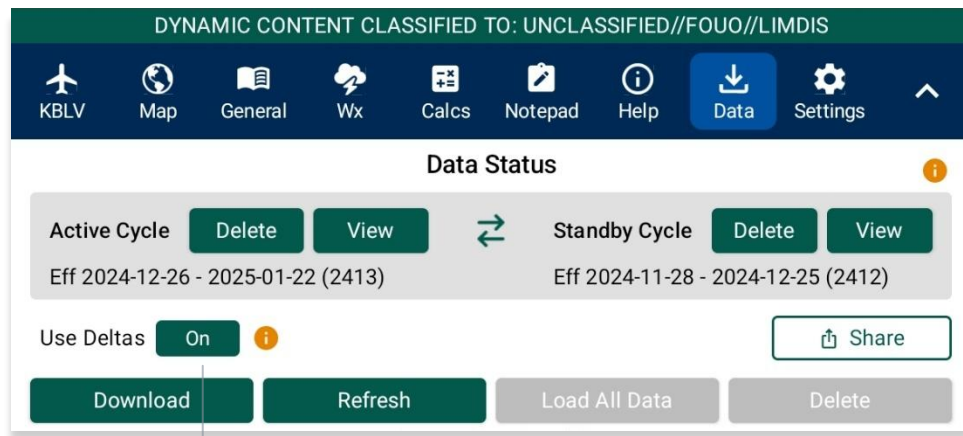 DYNAMIC CONTENT CLASSIFIED TO: UNCLASSIFIED//FOUO//LIMDIS
KBLV Map General Wx Calcs Notepad Help Data Settings
Data Status
Active Cycle Delete View Standby Cycle Delete View
Eff 2024-12-26 - 2025-01-22 (2413) Eff 2024-11-28 - 2024-12-25 (2412)
Use Deltas On Share
Download Refresh Load All Data Delete